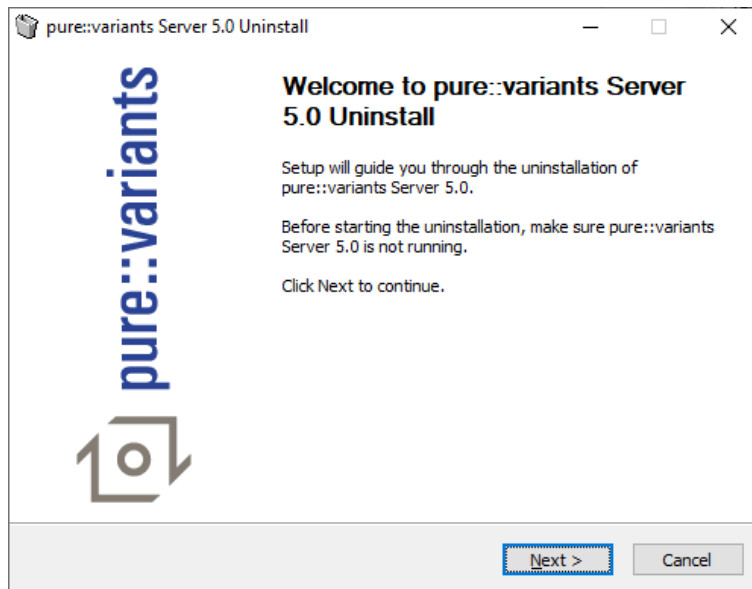 pure::variants Server 5.0 Uninstall
pure::variants
Welcome to pure::variants Server
5.0 Uninstall
Setup will guide you through the uninstallation of
pure::variants Server 5.0.
Before starting the uninstallation, make sure pure::variants
Server 5.0 is not running.
Click Next to continue.
Next >
Cancel